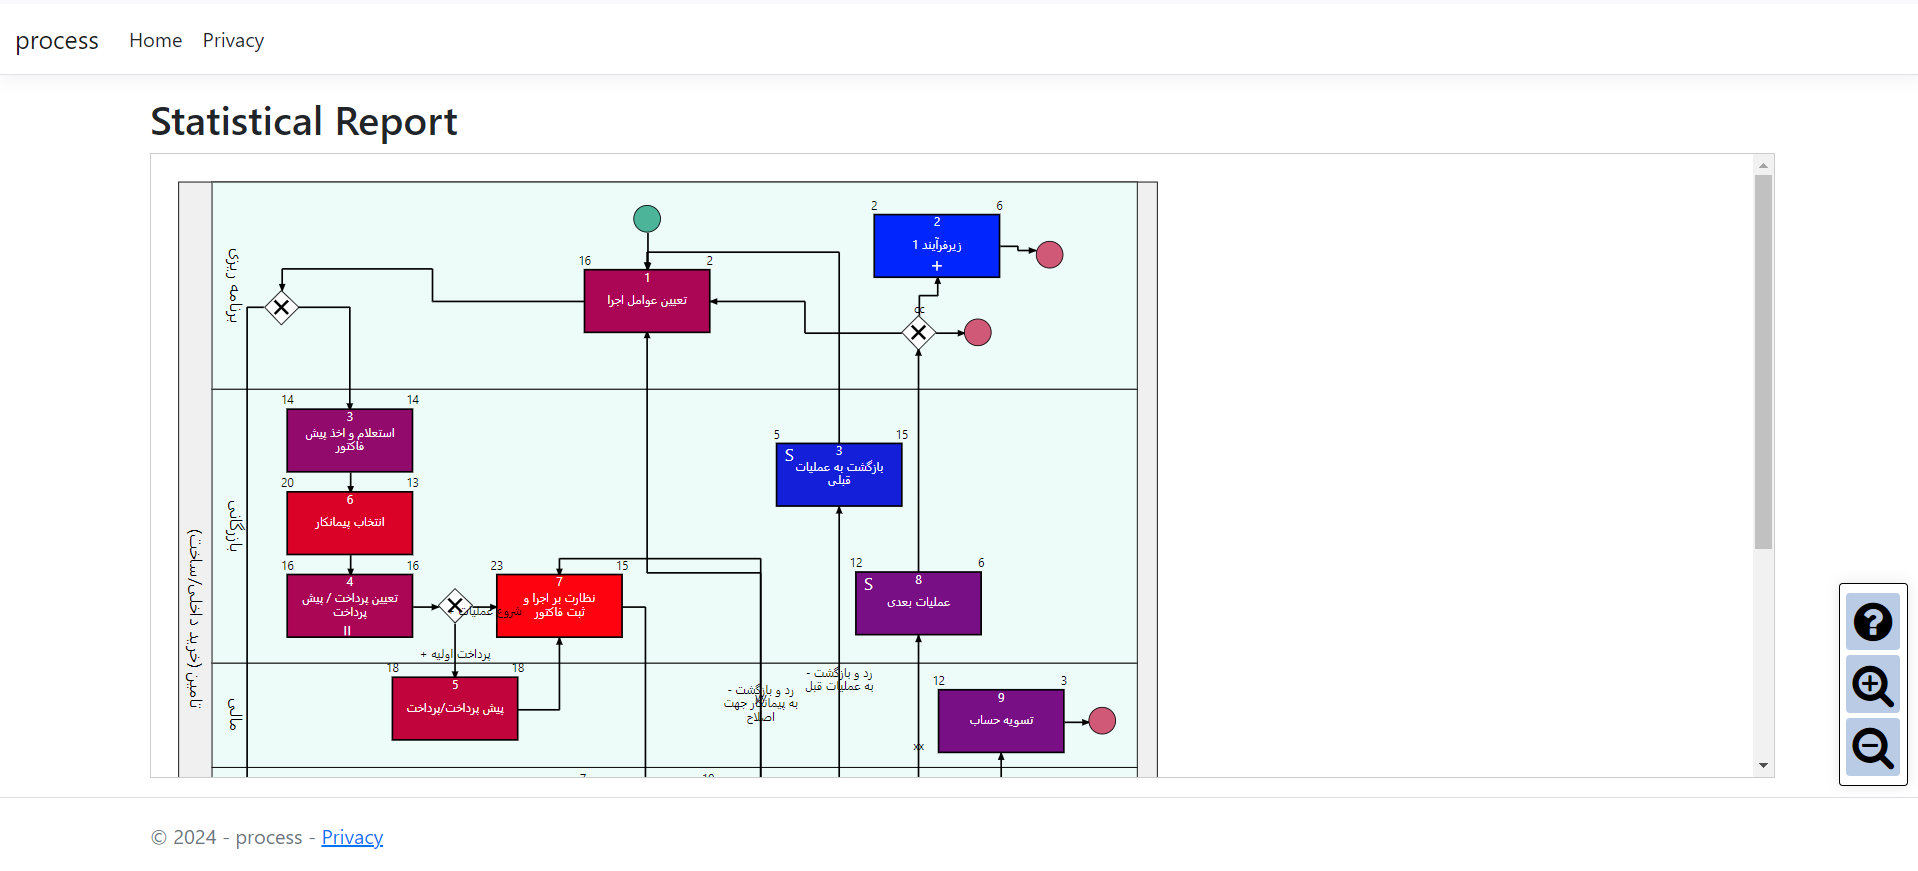 process Home Privacy
Statistical Report
تامین (خرید داخلی/ساخت)
برنامه ریزی
2 6
2
زیرفرآیند 1
+
16 2
1
تعیین عوامل اجرا
cc
بازرگانی
14 14
3
استعلام و اخذ پیش
فاکتور
5 15
S 3
بازگشت به عملیات
قبلی
20 13
6
انتخاب پیمانکار
16 16
4
تعیین پرداخت / پیش
پرداخت
شروع عملیات -
23 15
7
نظارت بر اجرا و
ثبت فاکتور
12 6
S 8
عملیات بعدی
پرداخت اولیه +
مالی
18 18
5
پیش پرداخت/پرداخت
رد و بازگشت -
به پیمانکار جهت
اصلاح
رد و بازگشت -
به عملیات قبل
12 3
9
تسویه حساب
xx
© 2024 - process - Privacy